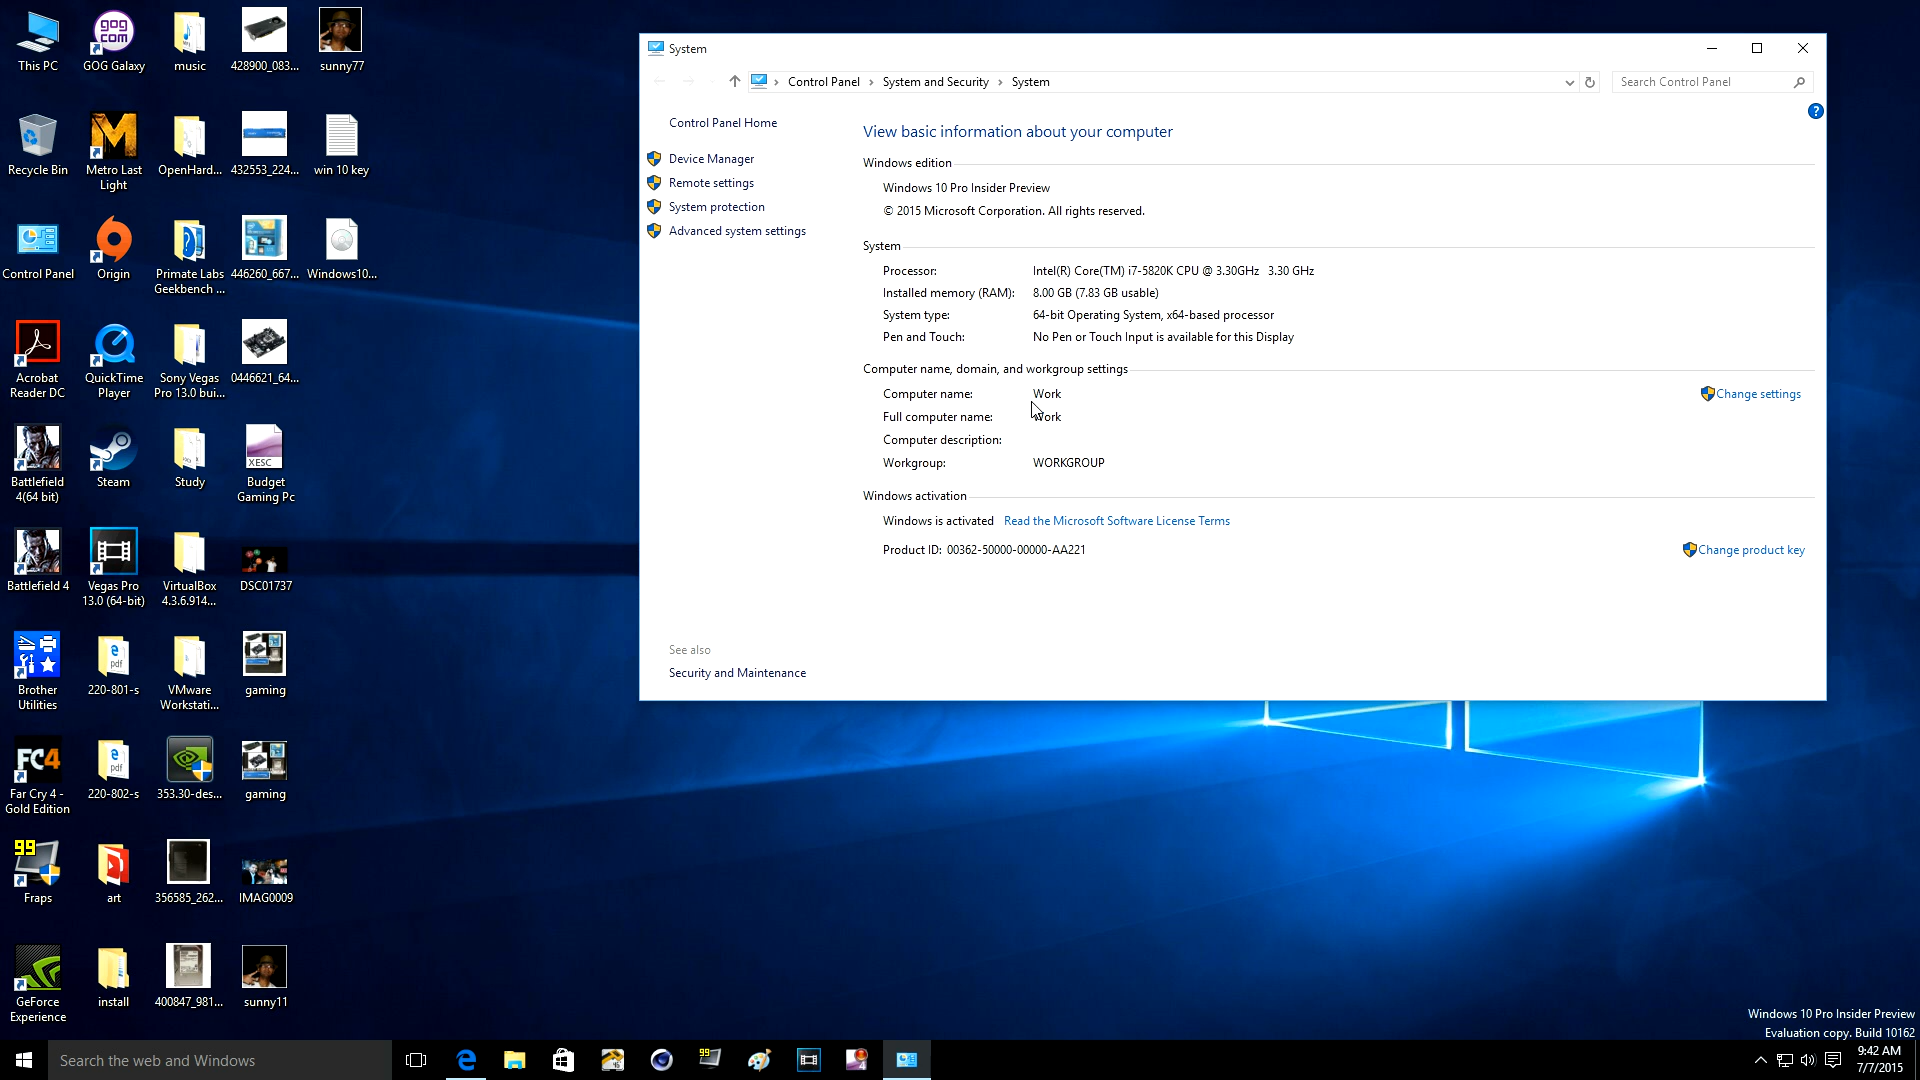 This PC
GOG Galaxy
music
428900_083...
sunny77
Recycle Bin
Metro Last
Light
OpenHard...
432553_224...
win 10 key
Control Panel
Origin
Primate Labs
Geekbench ...
446260_667...
Windows10...
Acrobat
Reader DC
QuickTime
Player
Sony Vegas
Pro 13.0 bui...
0446621_64...
Battlefield
4(64 bit)
Steam
Study
XESC
Budget
Gaming Pc
Battlefield 4
Vegas Pro
13.0 (64-bit)
VirtualBox
4.3.6.914...
DSC01737
Brother
Utilities
pdf
220-801-s
VMware
Workstati...
gaming
FC4
Far Cry 4 -
Gold Edition
pdf
220-802-s
353.30-des...
gaming
99
Fraps
art
356585_262...
IMAG0009
GeForce
Experience
install
400847_981...
sunny11
gog
com
System
Control Panel
System and Security
System
Search Control Panel
Control Panel Home
Device Manager
Remote settings
System protection
Advanced system settings
See also
Security and Maintenance
View basic information about your computer
Windows edition
Windows 10 Pro Insider Preview
© 2015 Microsoft Corporation. All rights reserved.
System
Processor: Intel(R) Core(TM) i7-5820K CPU @ 3.30GHz 3.30 GHz
Installed memory (RAM): 8.00 GB (7.83 GB usable)
System type: 64-bit Operating System, x64-based processor
Pen and Touch: No Pen or Touch Input is available for this Display
Computer name, domain, and workgroup settings
Computer name: Work
Change settings
Full computer name: Work
Computer description:
Workgroup: WORKGROUP
Windows activation
Windows is activated Read the Microsoft Software License Terms
Product ID: 00362-50000-00000-AA221
Change product key
Windows 10 Pro Insider Preview
Evaluation copy. Build 10162
Search the web and Windows
99
9:42 AM
7/7/2015